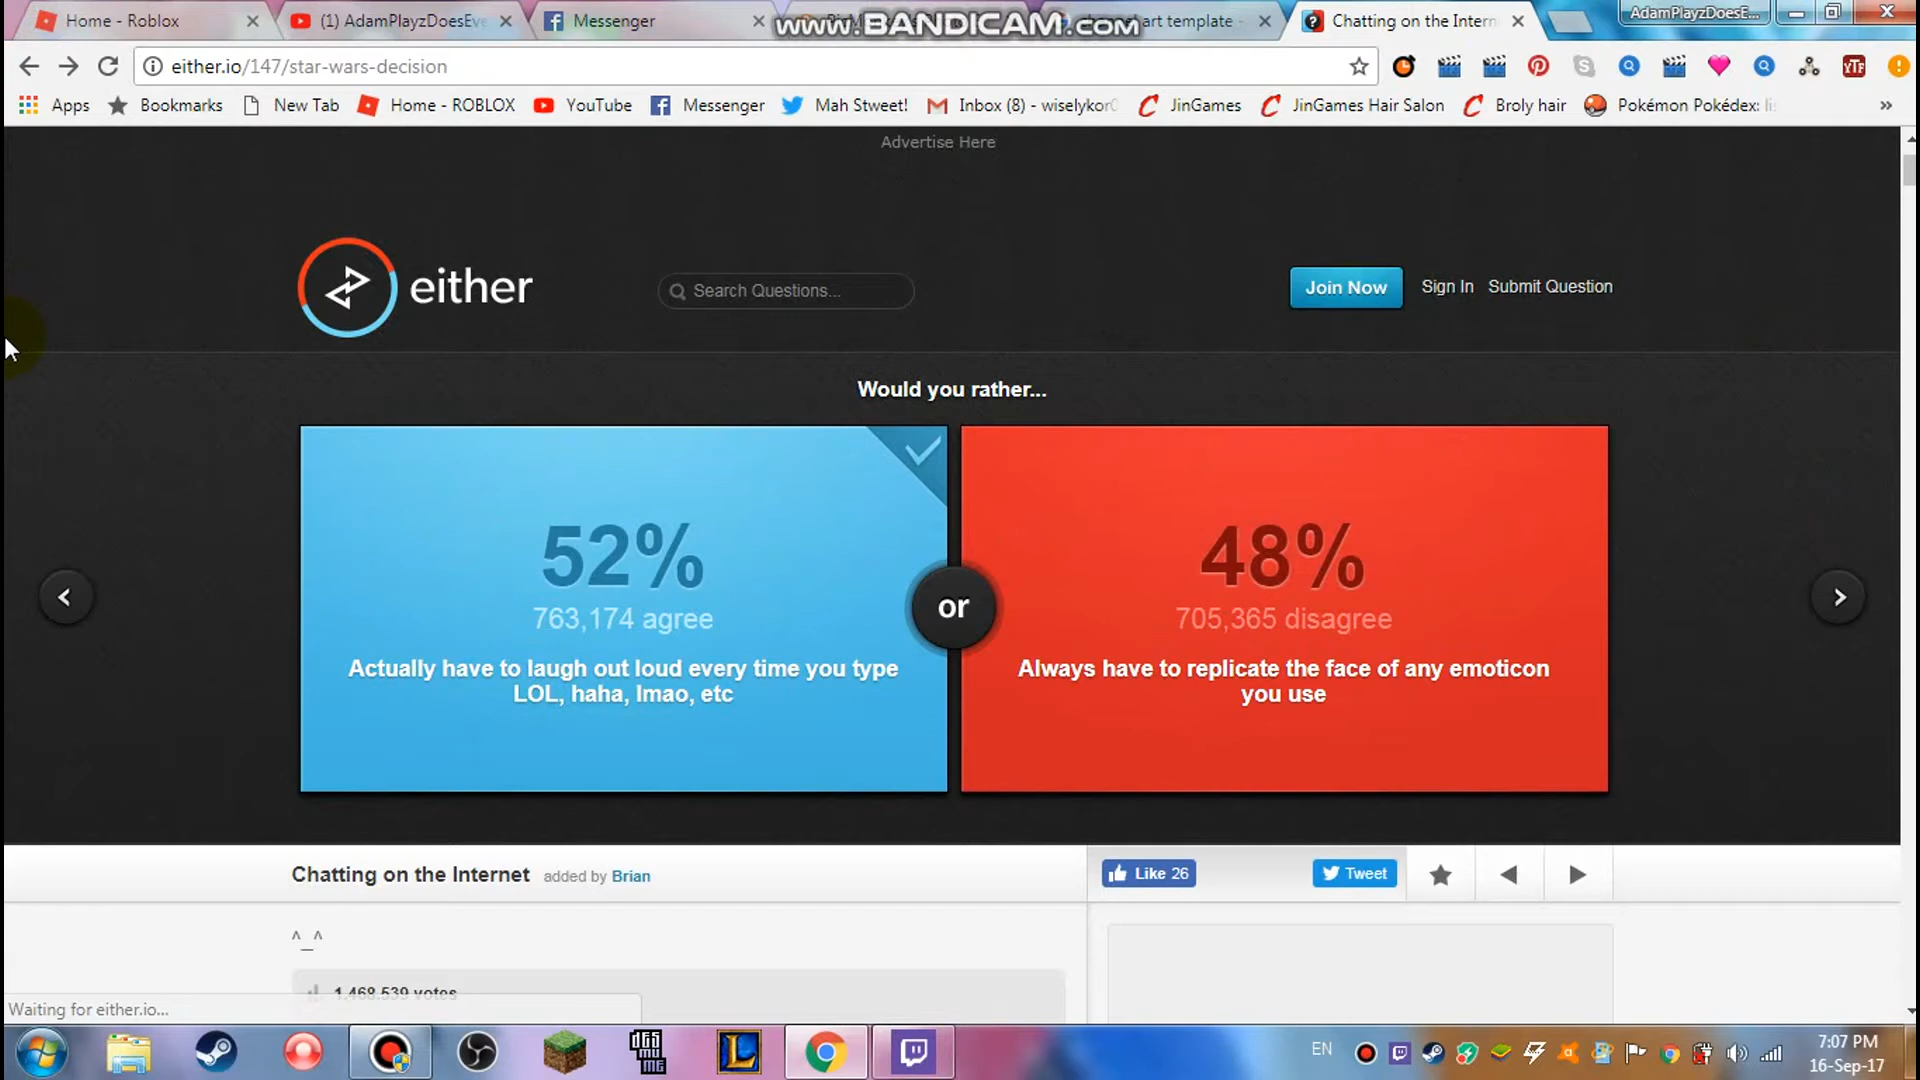 Home - Roblox
(1) AdamPlayzDoesEve
Messenger
www.BANDICAM.com
art template -
Chatting on the Intern
AdamPlayzDoesE...
either.io/147/star-wars-decision
Apps
Bookmarks
New Tab
Home - ROBLOX
YouTube
Messenger
Mah Stweet!
Inbox (8) - wiselykor
JinGames
JinGames Hair Salon
Broly hair
Pokémon Pokédex: li
»
Advertise Here
either
Search Questions...
Join Now
Sign In
Submit Question
Would you rather...
52%
763,174 agree
Actually have to laugh out loud every time you type
LOL, haha, lmao, etc
or
48%
705,365 disagree
Always have to replicate the face of any emoticon
you use
Chatting on the Internet
added by Brian
Like 26
Tweet
^_^
1,468,539 votes
Waiting for either.io...
EN
7:07 PM
16-Sep-17